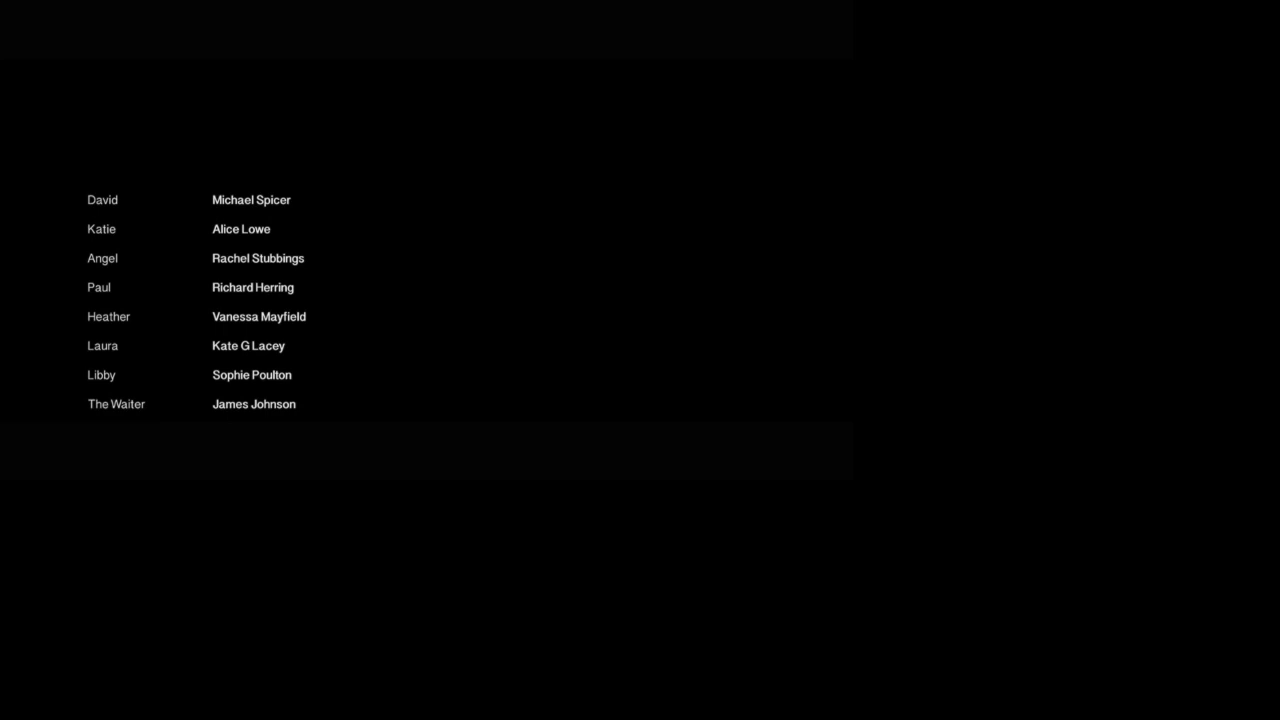 David Michael Spicer
Katie Alice Lowe
Angel Rachel Stubbings
Paul Richard Herring
Heather Vanessa Mayfield
Laura Kate G Lacey
Libby Sophie Poulton
The Waiter James Johnson